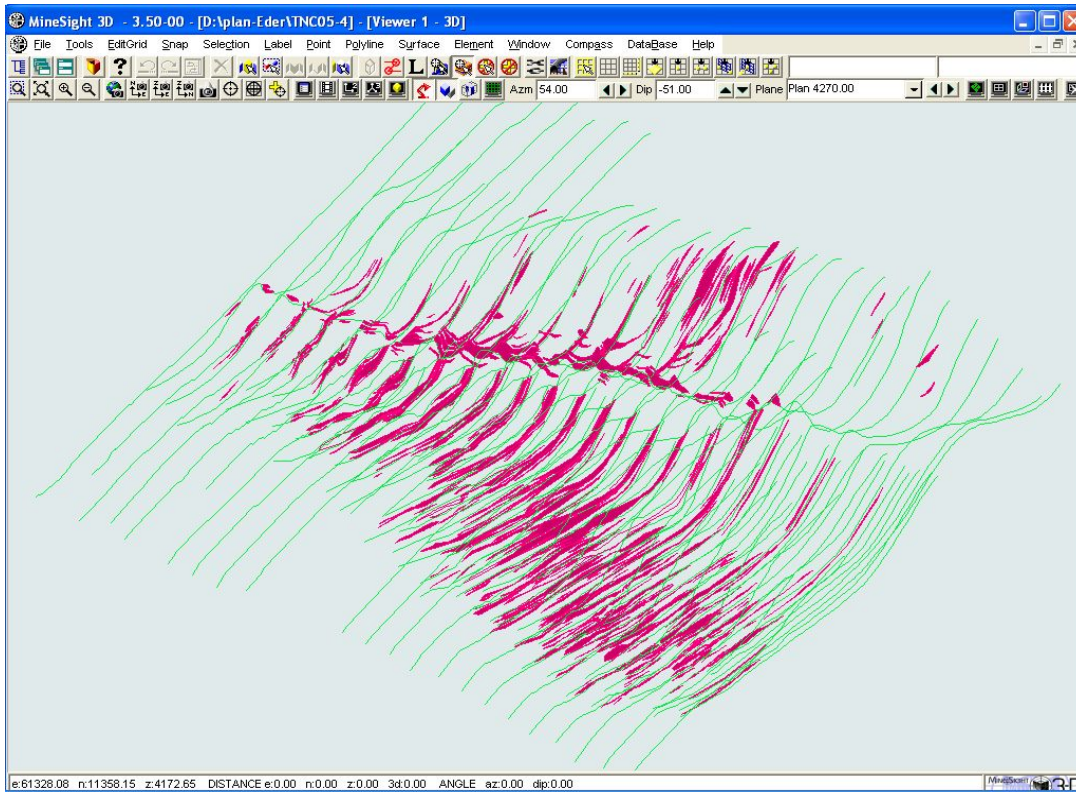 MineSight 3D - 3.50-00 - [D:\plan-Eder\TNC05-4] - [Viewer 1 - 3D]
File Tools EditGrid Snap Selection Label Point Polyline Surface Element Window Compass DataBase Help
Azm 54.00 Dip -51.00 Plane Plan 4270.00
e:61328.08 n:11358.15 z:4172.65 DISTANCE e:0.00 n:0.00 z:0.00 3d:0.00 ANGLE az:0.00 dip:0.00 MineSight 3-D